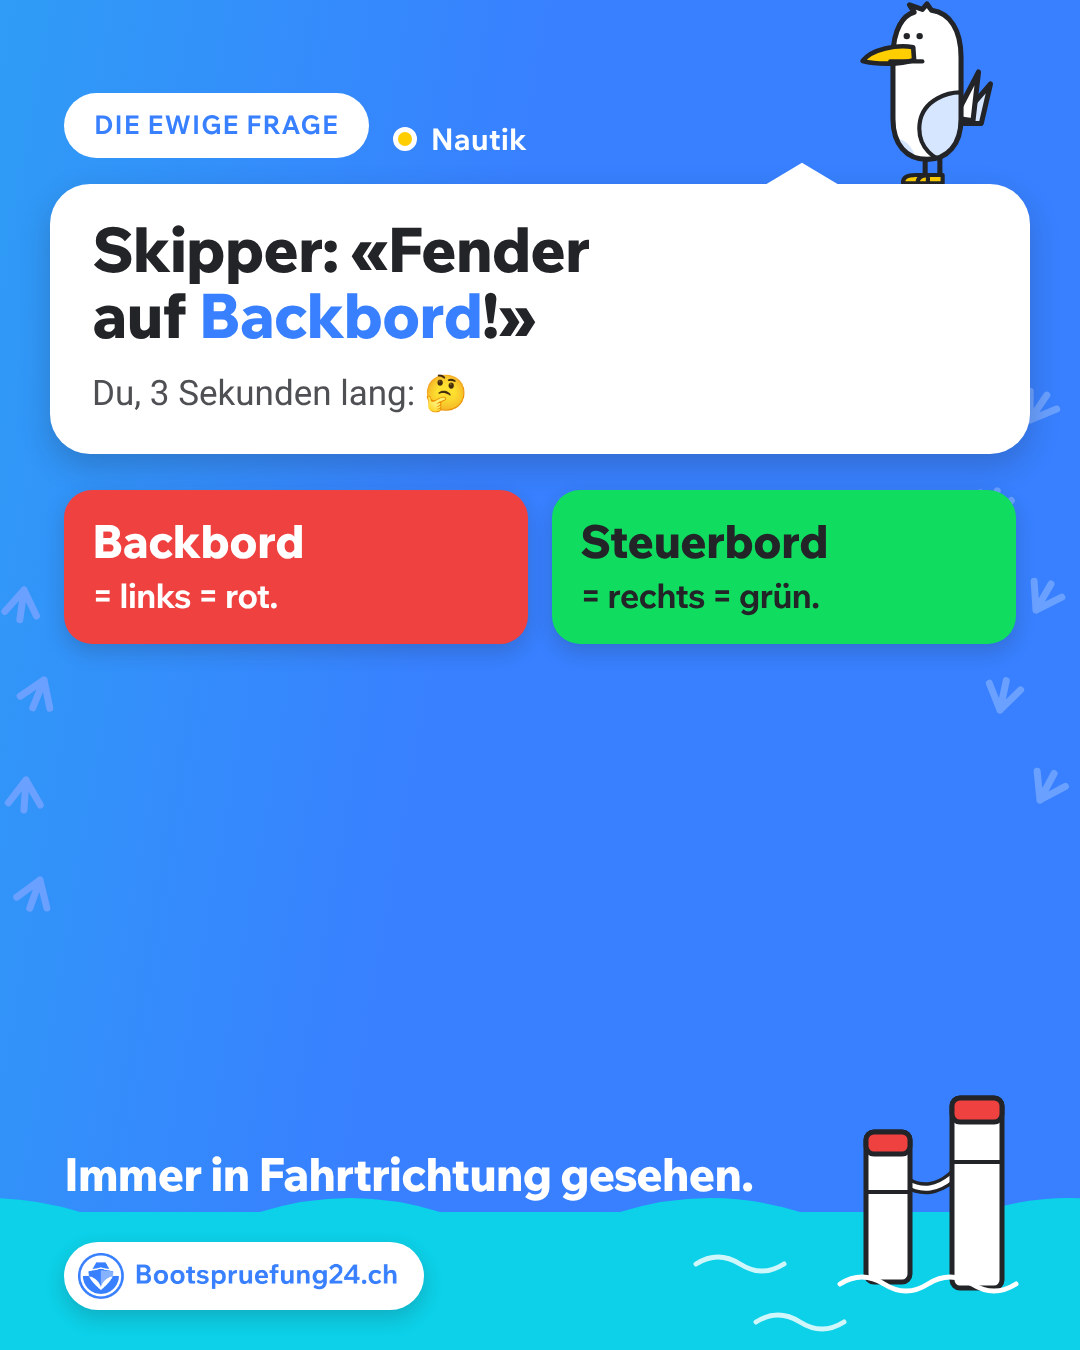 DIE EWIGE FRAGE
Nautik
Skipper: «Fender
auf Backbord!»
Du, 3 Sekunden lang: 🤔
Backbord
= links = rot.
Steuerbord
= rechts = grün.
Immer in Fahrtrichtung gesehen.
Bootspruefung24.ch